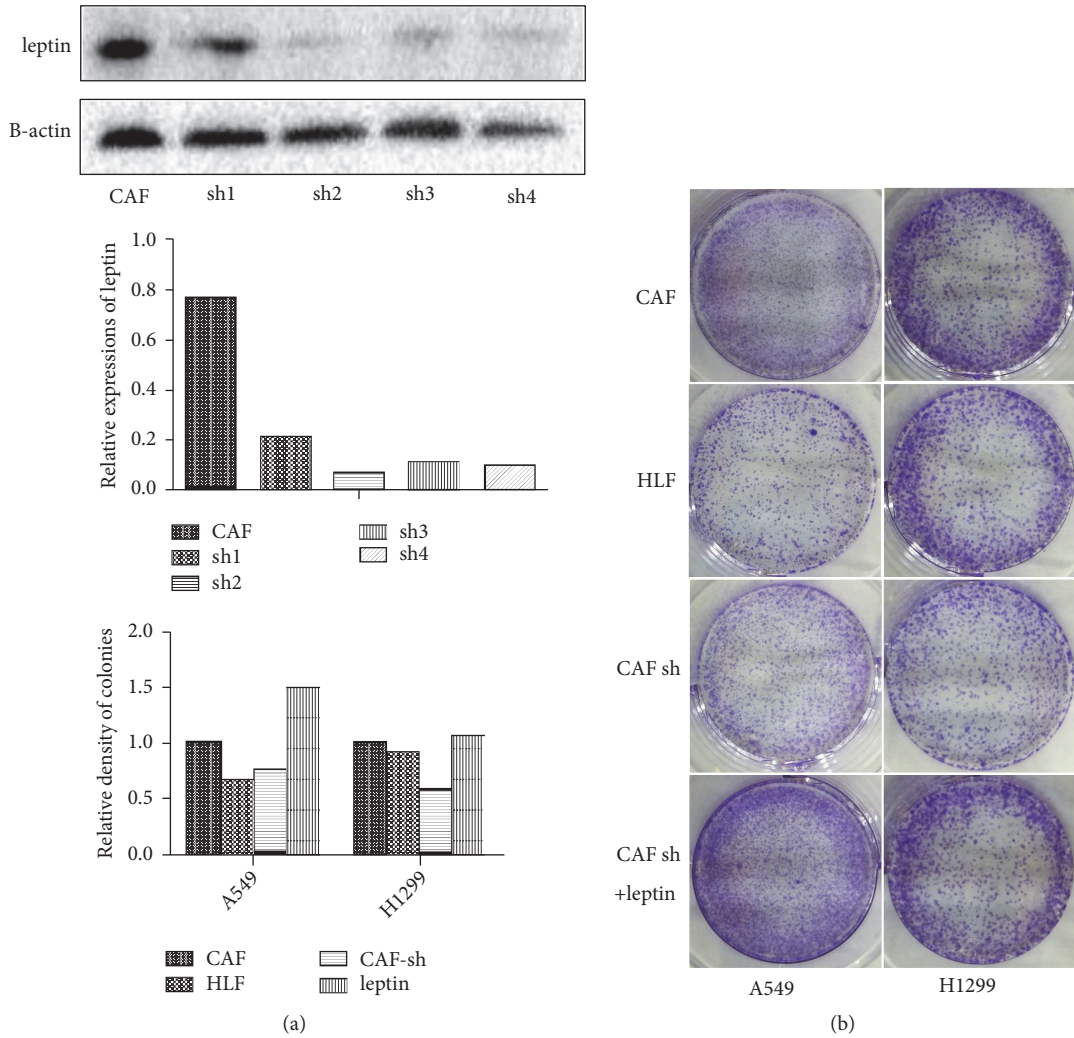 leptin
B-actin
CAF sh1 sh2 sh3 sh4
Relative expressions of leptin
1.0
0.8
0.6
0.4
0.2
0.0
CAF
sh1
sh2
sh3
sh4
Relative density of colonies
2.0
1.5
1.0
0.5
0.0
A549
H1299
CAF
HLF
CAF-sh
leptin
(a)
CAF
HLF
CAF sh
CAF sh
+leptin
A549 H1299
(b)